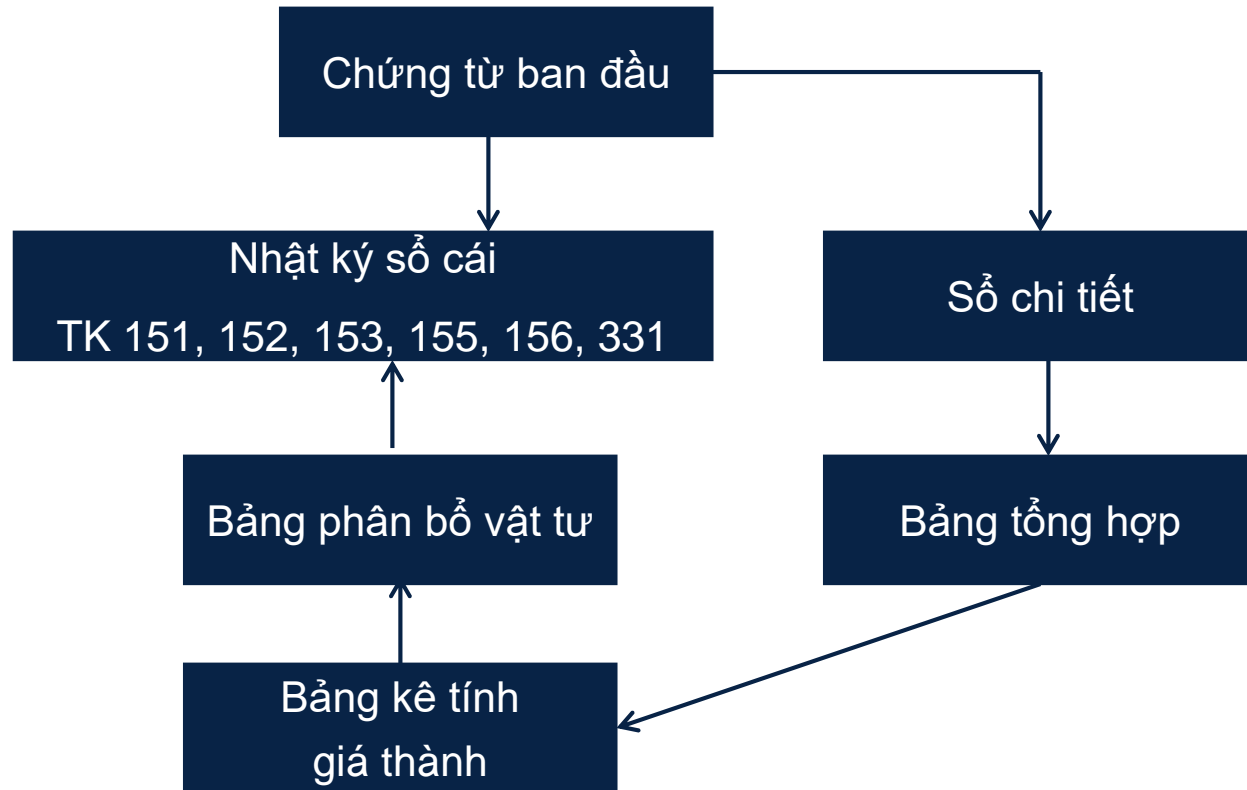 Chứng từ ban đầu
Nhật ký sổ cái
TK 151, 152, 153, 155, 156, 331
Sổ chi tiết
Bảng phân bổ vật tư
Bảng tổng hợp
Bảng kê tính
giá thành